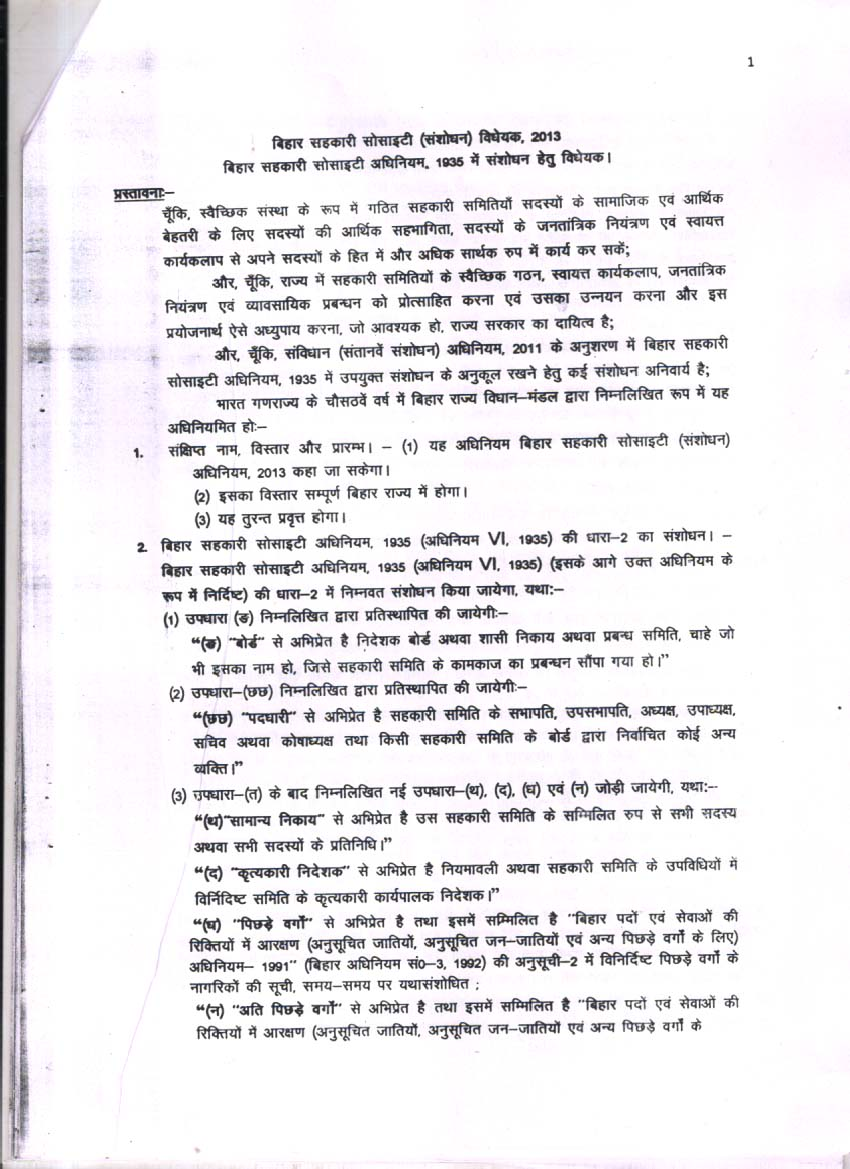 1
बिहार सहकारी सोसाइटी (संशोधन) विधेयक, 2013
बिहार सहकारी सोसाइटी अधिनियम, 1935 में संशोधन हेतु विधेयक।
प्रस्तावनाः–
चूँकि, स्वैच्छिक संस्था के रूप में गठित सहकारी समितियाँ सदस्यों के सामाजिक एवं आर्थिक
बेहतरी के लिए सदस्यों की आर्थिक सहभागिता, सदस्यों के जनतांत्रिक नियंत्रण एवं स्वायत्त
कार्यकलाप से अपने सदस्यों के हित में और अधिक सार्थक रुप में कार्य कर सकें;
और, चूँकि, राज्य में सहकारी समितियों के स्वैच्छिक गठन, स्वायत्त कार्यकलाप, जनतांत्रिक
नियंत्रण एवं व्यावसायिक प्रबन्धन को प्रोत्साहित करना एवं उसका उन्नयन करना और इस
प्रयोजनार्थ ऐसे अध्युपाय करना, जो आवश्यक हो, राज्य सरकार का दायित्व है;
और, चूँकि, संविधान (संतानवें संशोधन) अधिनियम, 2011 के अनुशरण में बिहार सहकारी
सोसाइटी अधिनियम, 1935 में उपयुक्त संशोधन के अनुकूल रखने हेतु कई संशोधन अनिवार्य है;
भारत गणराज्य के चौसठवें वर्ष में बिहार राज्य विधान–मंडल द्वारा निम्नलिखित रूप में यह
अधिनियमित होः–
1. संक्षिप्त नाम, विस्तार और प्रारम्भ। – (1) यह अधिनियम बिहार सहकारी सोसाइटी (संशोधन)
अधिनियम, 2013 कहा जा सकेगा।
(2) इसका विस्तार सम्पूर्ण बिहार राज्य में होगा।
(3) यह तुरन्त प्रवृत्त होगा।
2. बिहार सहकारी सोसाइटी अधिनियम, 1935 (अधिनियम VI, 1935) की धारा–2 का संशोधन। –
बिहार सहकारी सोसाइटी अधिनियम, 1935 (अधिनियम VI, 1935) (इसके आगे उक्त अधिनियम के
रूप में निर्दिष्ट) की धारा–2 में निम्नवत संशोधन किया जायेगा, यथा:–
(1) उपधारा (ङ) निम्नलिखित द्वारा प्रतिस्थापित की जायेगीः–
“(ङ) “बोर्ड” से अभिप्रेत है निदेशक बोर्ड अथवा शासी निकाय अथवा प्रबन्ध समिति, चाहे जो
भी इसका नाम हो, जिसे सहकारी समिति के कामकाज का प्रबन्धन सौंपा गया हो।”
(2) उपधारा–(छछ) निम्नलिखित द्वारा प्रतिस्थापित की जायेगीः–
“(छछ) “पदधारी” से अभिप्रेत है सहकारी समिति के सभापति, उपसभापति, अध्यक्ष, उपाध्यक्ष,
सचिव अथवा कोषाध्यक्ष तथा किसी सहकारी समिति के बोर्ड द्वारा निर्वाचित कोई अन्य
व्यक्ति।”
(3) उपधारा–(त) के बाद निम्नलिखित नई उपधारा–(थ), (द), (घ) एवं (न) जोड़ी जायेगी, यथा:–
“(थ)“सामान्य निकाय” से अभिप्रेत है उस सहकारी समिति के सम्मिलित रुप से सभी सदस्य
अथवा सभी सदस्यों के प्रतिनिधि।”
“(द) “कृत्यकारी निदेशक” से अभिप्रेत है नियमावली अथवा सहकारी समिति के उपविधियों में
विर्निदिष्ट समिति के कृत्यकारी कार्यपालक निदेशक।”
“(घ) “पिछड़े वर्गों” से अभिप्रेत है तथा इसमें सम्मिलित है “बिहार पदों एवं सेवाओं की
रिक्तियों में आरक्षण (अनुसूचित जातियों, अनुसूचित जन–जातियों एवं अन्य पिछड़े वर्गों के लिए)
अधिनियम– 1991” (बिहार अधिनियम सं0–3, 1992) की अनुसूची–2 में विनिर्दिष्ट पिछड़े वर्गों के
नागरिकों की सूची, समय–समय पर यथासंशोधित ;
“(न) “अति पिछड़े वर्गों” से अभिप्रेत है तथा इसमें सम्मिलित है “बिहार पदों एवं सेवाओं की
रिक्तियों में आरक्षण (अनुसूचित जातियों, अनुसूचित जन–जातियों एवं अन्य पिछड़े वर्गों के